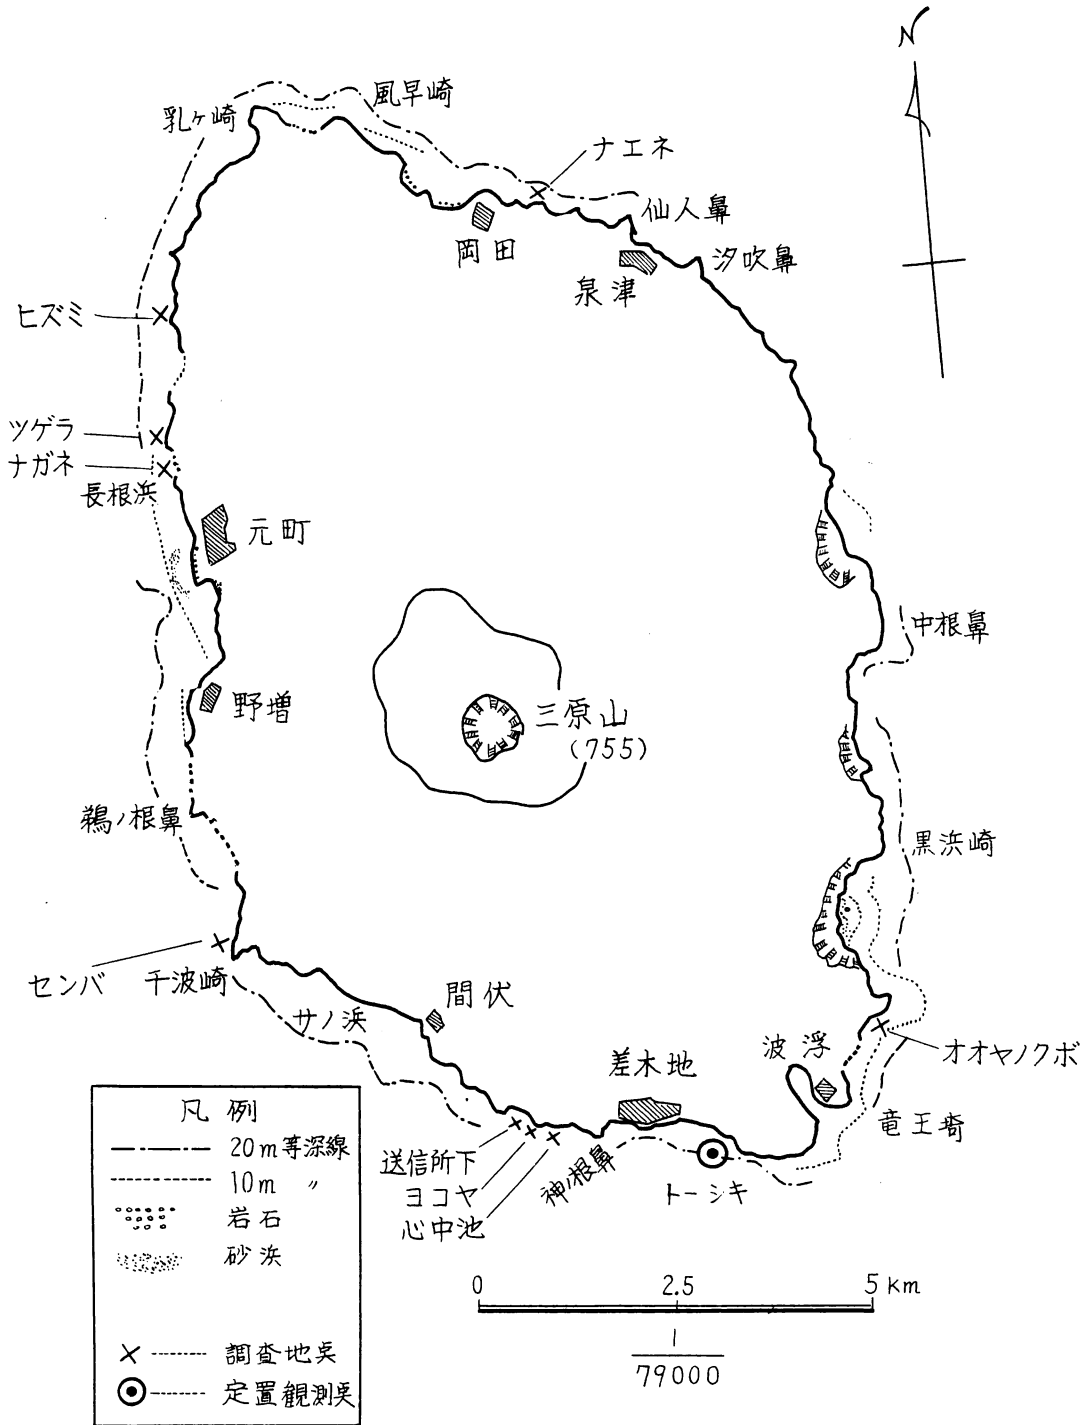 N
風早崎
乳ヶ崎
ナエネ
仙人鼻
岡田
汐吹鼻
泉津
ヒズミ
ツゲラ
ナガネ
長根浜
元町
中根鼻
野増
三原山
(755)
鵜ノ根鼻
黒浜崎
センバ
千波崎
間伏
サノ浜
波浮
オオヤノクボ
差木地
竜王埼
送信所下
ヨコヤ
心中池
神ノ根鼻
トーシキ
凡例
20m等深線
10m 〃
岩石
砂浜
調査地点
定置観測点
0 2.5 5 Km
1
79000